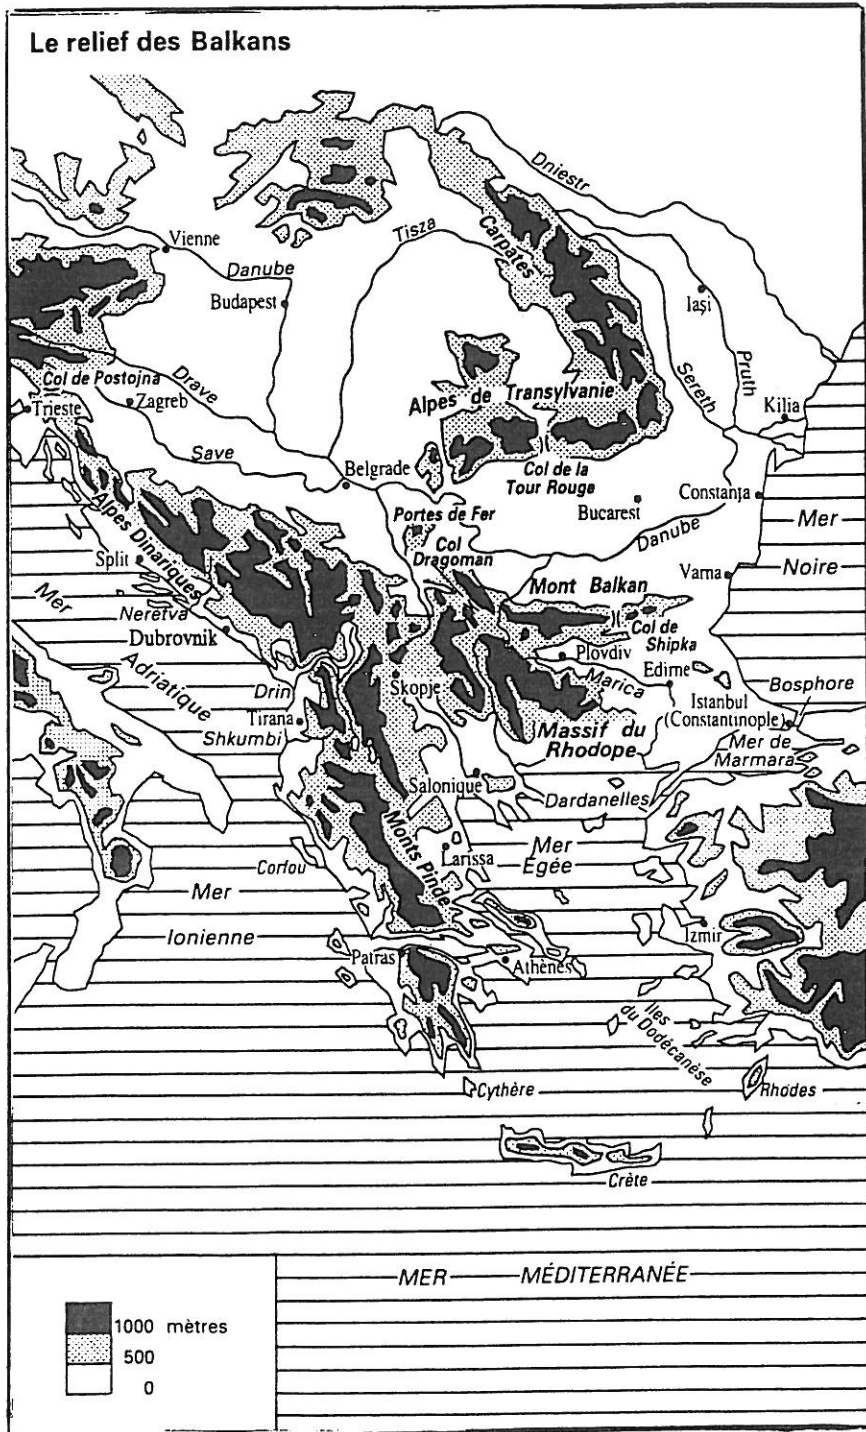 Le relief des Balkans
Dniestr
Carpates
Tisza
Vienne
Danube
Budapest
Iaşi
Pruth
Sereth
Kilia
Drave
Col de Postojna
Trieste
Zagreb
Alpes de Transylvanie
Save
Belgrade
Col de la
Tour Rouge
Constanţa
Bucarest
Portes de Fer
Danube
Col
Dragoman
Mer
Noire
Alpes Dinariques
Split
Mont Balkan
Varna
Mer
Adriatique
Neretva
Dubrovnik
Col de
Shipka
Plovdiv
Marica
Edirne
Drin
Skopje
Istanbul
(Constantinople)
Bosphore
Tirana
Shkumbi
Massif du
Rhodope
Mer de
Marmara
Salonique
Dardanelles
Monts Pinde
Larissa
Mer
Egée
Corfou
Mer
Ionienne
Izmir
Patras
Athènes
Iles
du Dodécanèse
Cythère
Rhodes
Crète
MER MÉDITERRANÉE
1000 mètres
500
0